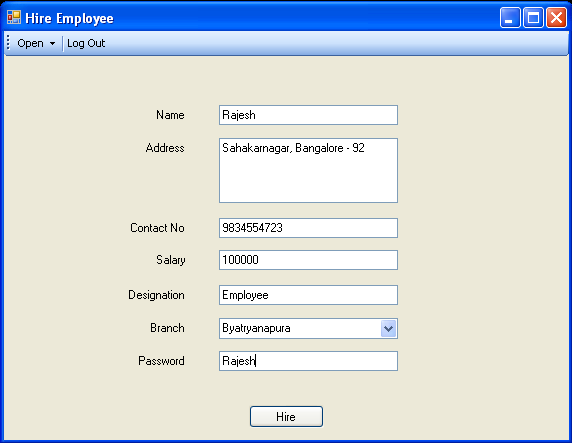 Hire Employee
Open Log Out
Name Rajesh
Address Sahakarnagar, Bangalore - 92
Contact No 9834554723
Salary 100000
Designation Employee
Branch Byatryanapura
Password Rajesh
Hire